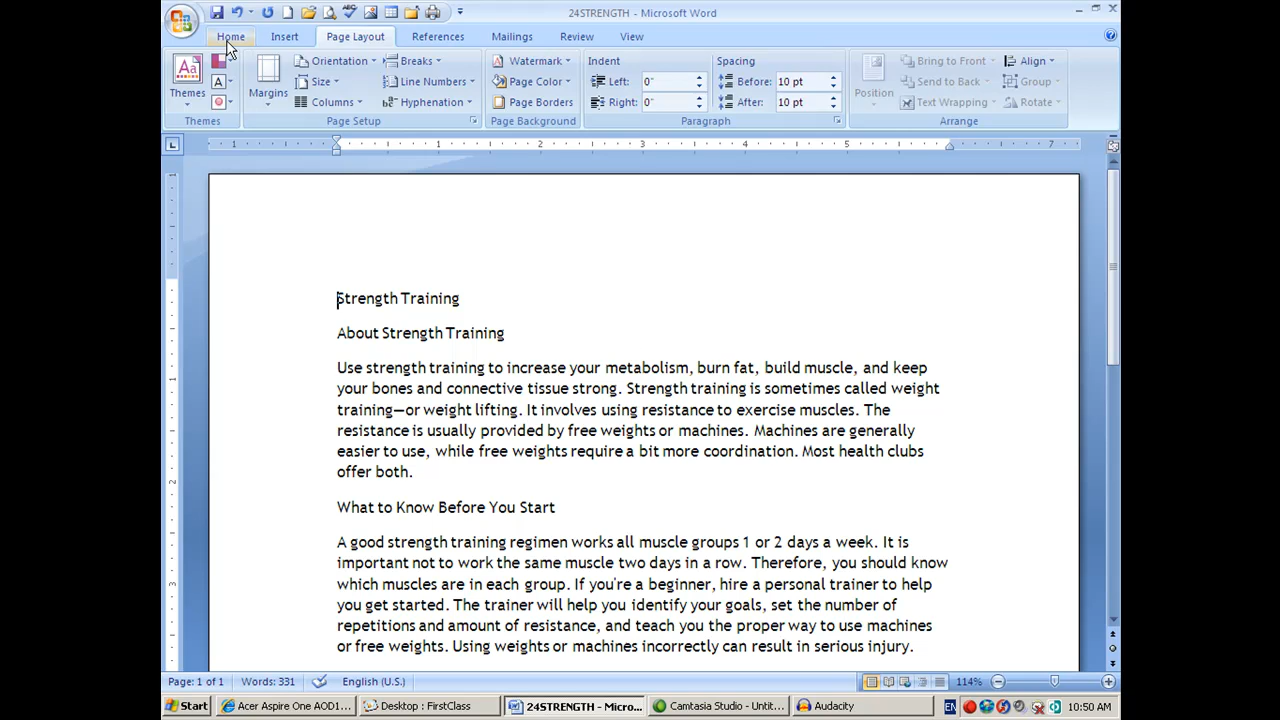 24STRENGTH - Microsoft Word
Home Insert Page Layout References Mailings Review View
Orientation Breaks Watermark Indent Spacing Bring to Front Align
Themes Margins Size Line Numbers Page Color Left: 0" Before: 10 pt Position Send to Back Group
Columns Hyphenation Page Borders Right: 0" After: 10 pt Text Wrapping Rotate
Themes Page Setup Page Background Paragraph Arrange
1 1 2 3 4 5 7
Strength Training
About Strength Training
Use strength training to increase your metabolism, burn fat, build muscle, and keep
your bones and connective tissue strong. Strength training is sometimes called weight
training—or weight lifting. It involves using resistance to exercise muscles. The
resistance is usually provided by free weights or machines. Machines are generally
easier to use, while free weights require a bit more coordination. Most health clubs
offer both.
What to Know Before You Start
A good strength training regimen works all muscle groups 1 or 2 days a week. It is
important not to work the same muscle two days in a row. Therefore, you should know
which muscles are in each group. If you're a beginner, hire a personal trainer to help
you get started. The trainer will help you identify your goals, set the number of
repetitions and amount of resistance, and teach you the proper way to use machines
or free weights. Using weights or machines incorrectly can result in serious injury.
Page: 1 of 1 Words: 331 English (U.S.) 114%
Start Acer Aspire One AOD1... Desktop : FirstClass 24STRENGTH - Micros... Camtasia Studio - Untit... Audacity EN 10:50 AM